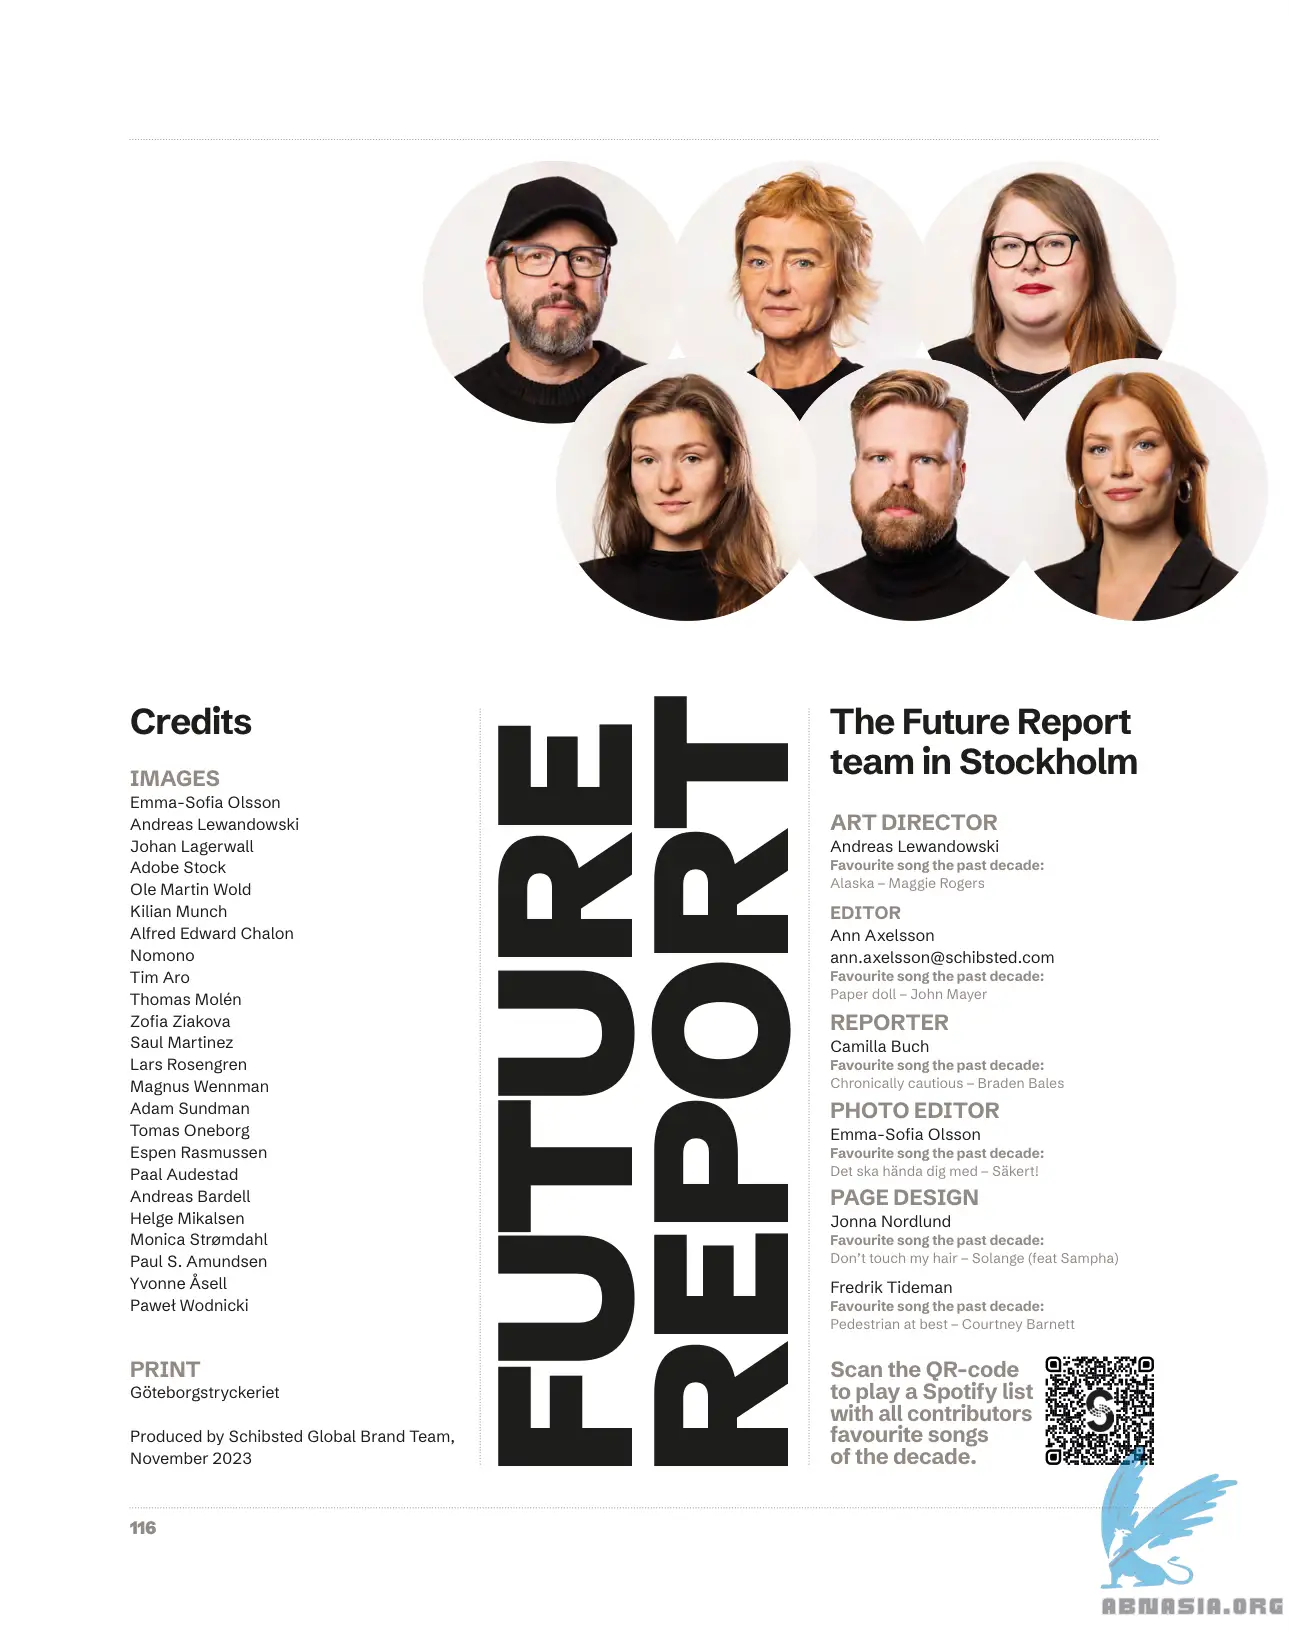 Credits
IMAGES
Emma-Sofia Olsson
Andreas Lewandowski
Johan Lagerwall
Adobe Stock
Ole Martin Wold
Kilian Munch
Alfred Edward Chalon
Nomono
Tim Aro
Thomas Molén
Zofia Ziakova
Saul Martinez
Lars Rosengren
Magnus Wennman
Adam Sundman
Tomas Oneborg
Espen Rasmussen
Paal Audestad
Andreas Bardell
Helge Mikalsen
Monica Strømdahl
Paul S. Amundsen
Yvonne Åsell
Paweł Wodnicki
PRINT
Göteborgstryckeriet
Produced by Schibsted Global Brand Team,
November 2023
FUTURE
REPORT
The Future Report
team in Stockholm
ART DIRECTOR
Andreas Lewandowski
Favourite song the past decade:
Alaska – Maggie Rogers
EDITOR
Ann Axelsson
ann.axelsson@schibsted.com
Favourite song the past decade:
Paper doll – John Mayer
REPORTER
Camilla Buch
Favourite song the past decade:
Chronically cautious – Braden Bales
PHOTO EDITOR
Emma-Sofia Olsson
Favourite song the past decade:
Det ska hända dig med – Säkert!
PAGE DESIGN
Jonna Nordlund
Favourite song the past decade:
Don't touch my hair – Solange (feat Sampha)
Fredrik Tideman
Favourite song the past decade:
Pedestrian at best – Courtney Barnett
Scan the QR-code
to play a Spotify list
with all contributors
favourite songs
of the decade.
116
ABNASIA.ORG